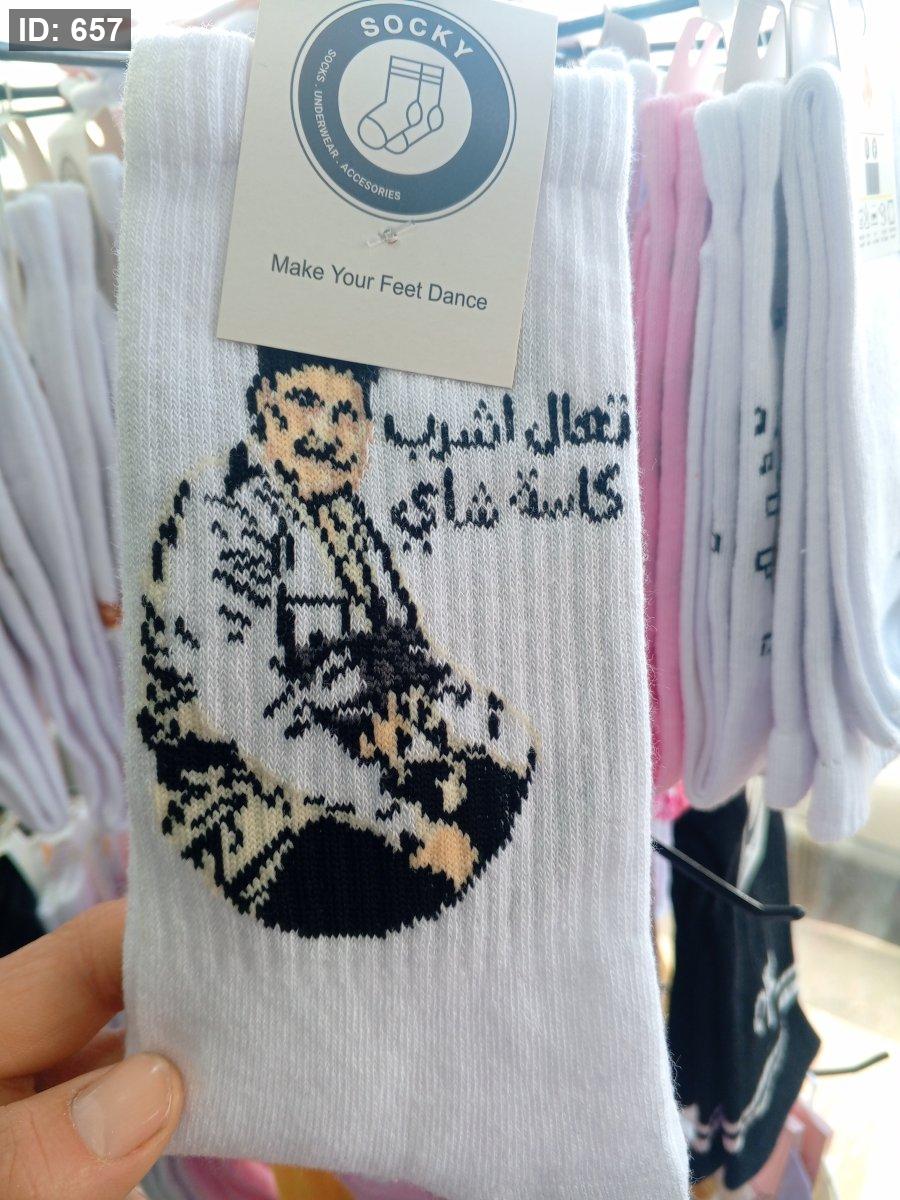 ID: 657
SOCKY
SOCKS . UNDERWEAR . ACCESORIES
Make Your Feet Dance
تعال اشرب
كاسة شاي